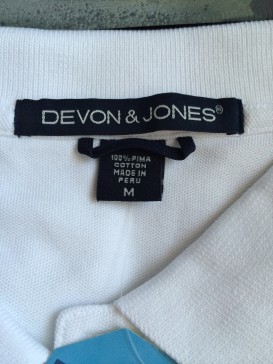 DEVON & JONES®
100% PIMA
COTTON
MADE IN
PERU
M